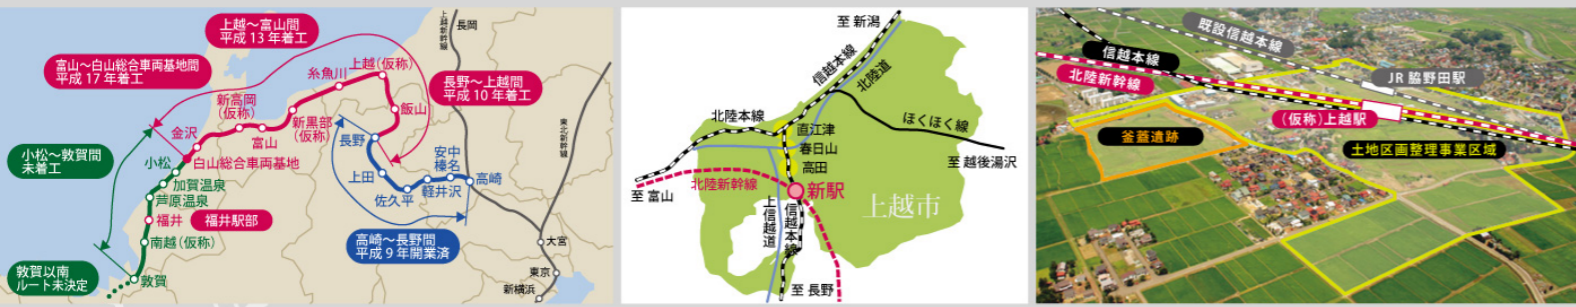 上越～富山間
平成13年着工
富山～白山総合車両基地間
平成17年着工
長野～上越間
平成10年着工
小松～敦賀間
未着工
福井駅部
高崎～長野間
平成9年開業済
敦賀以南
ルート未決定
上越新幹線
長岡
上越(仮称)
糸魚川
飯山
新高岡
(仮称)
富山
新黒部
(仮称)
金沢
長野
小松
白山総合車両基地
加賀温泉
芦原温泉
福井
南越(仮称)
敦賀
上田
佐久平
軽井沢
安中
榛名
高崎
東北新幹線
大宮
東京
新横浜
至 新潟
信越本線
北陸道
北陸本線
ほくほく線
直江津
春日山
高田
至 越後湯沢
至 富山
北陸新幹線
新駅
上越市
上信越道
信越本線
至 長野
既設信越本線
信越本線
北陸新幹線
JR 脇野田駅
(仮称)上越駅
釜蓋遺跡
土地区画整理事業区域